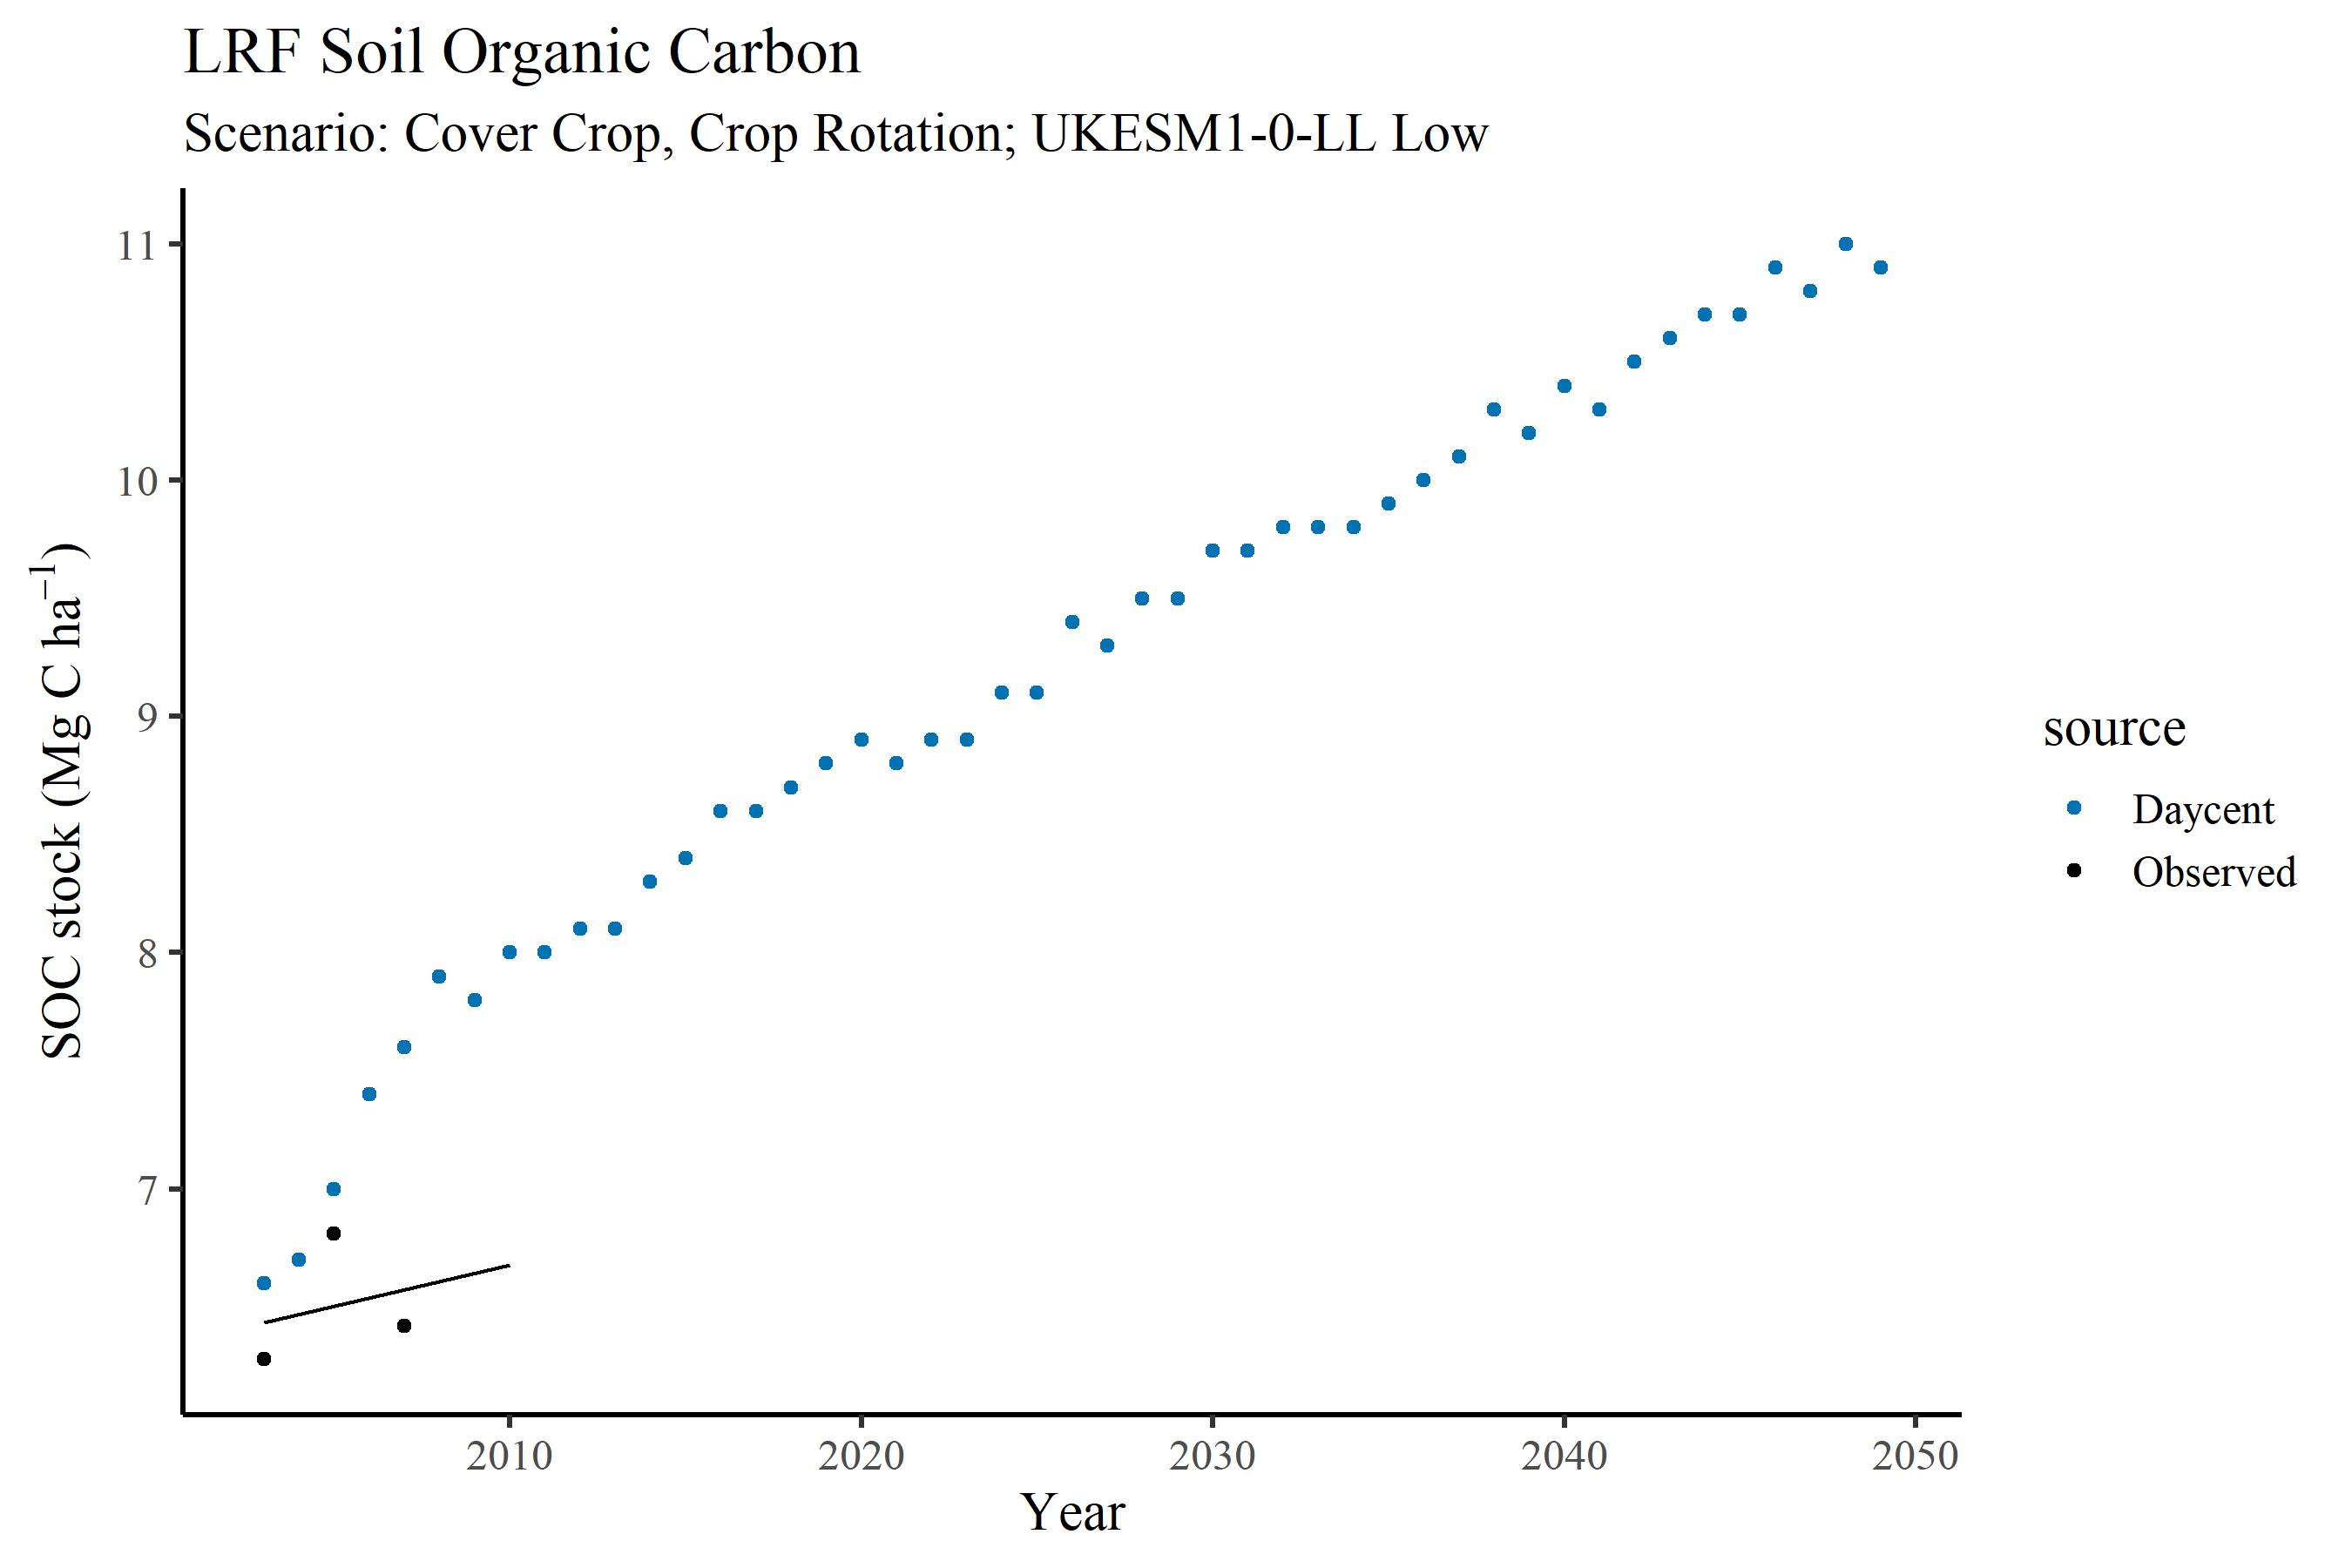 LRF Soil Organic Carbon
Scenario: Cover Crop, Crop Rotation; UKESM1-0-LL Low
11
10
9
8
7
SOC stock (Mg C ha⁻¹)
2010 2020 2030 2040 2050
Year
source
Daycent
Observed